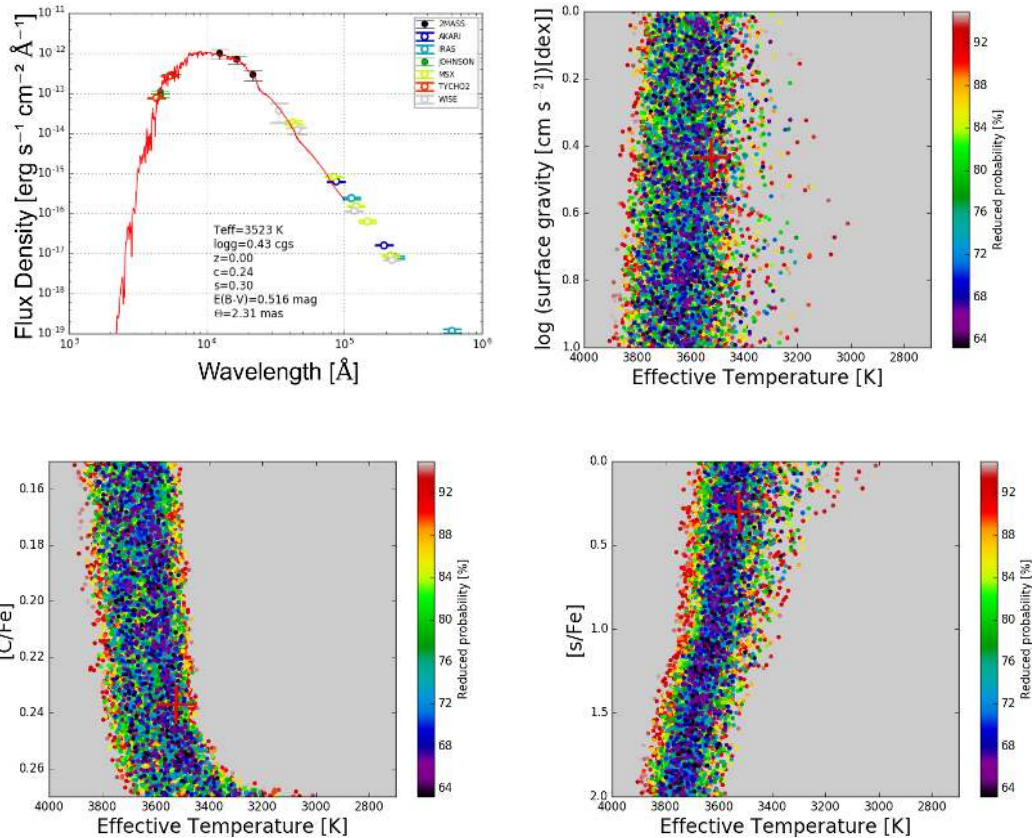 Flux Density [erg s⁻¹ cm⁻² Å⁻¹]
10⁻¹¹
10⁻¹²
10⁻¹³
10⁻¹⁴
10⁻¹⁵
10⁻¹⁶
10⁻¹⁷
10⁻¹⁸
10⁻¹⁹
2MASS
AKARI
IRAS
JOHNSON
MSX
TYCHO2
WISE
Teff=3523 K
logg=0.43 cgs
z=0.00
c=0.24
s=0.30
E(B-V)=0.516 mag
Θ=2.31 mas
10³ 10⁴ 10⁵ 10⁶
Wavelength [Å]
log (surface gravity [cm s⁻²])[dex]
0.0
0.2
0.4
0.6
0.8
1.0
4000 3800 3600 3400 3200 3000 2800
Effective Temperature [K]
92
88
84
80
76
72
68
64
Reduced probability [%]
[C/Fe]
0.16
0.18
0.20
0.22
0.24
0.26
4000 3800 3600 3400 3200 3000 2800
Effective Temperature [K]
92
88
84
80
76
72
68
64
Reduced probability [%]
[s/Fe]
0.0
0.5
1.0
1.5
2.0
4000 3800 3600 3400 3200 3000 2800
Effective Temperature [K]
92
88
84
80
76
72
68
64
Reduced probability [%]